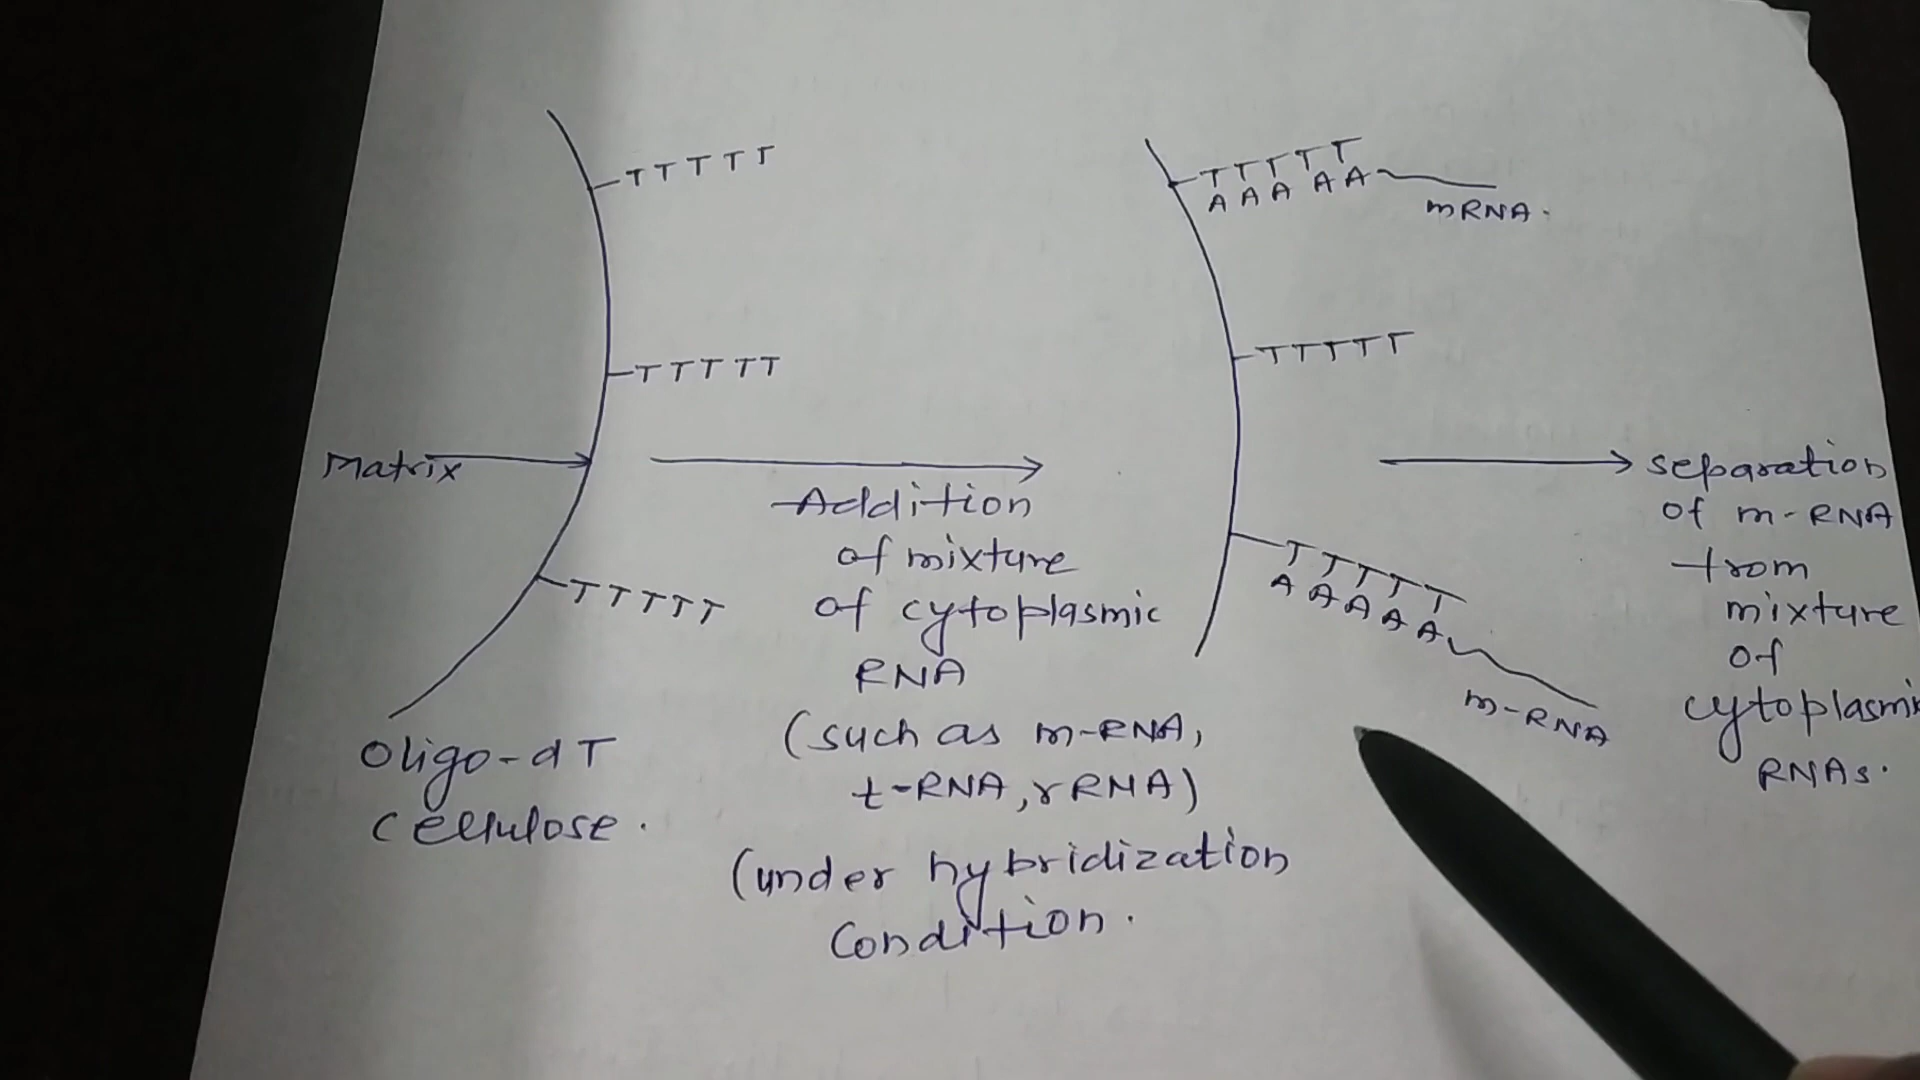 TTTTT
TTTTT
Matrix
TTTTT
Oligo-dT
cellulose.
Addition
of mixture
of cytoplasmic
RNA
(such as m-RNA,
t-RNA, rRNA)
(under hybridization
condition.
TTTTT
AAAAA
mRNA.
TTTTT
TTTTT
AAAAA
m-RNA
separation
of m-RNA
from
mixture
of
cytoplasmi
RNAs.